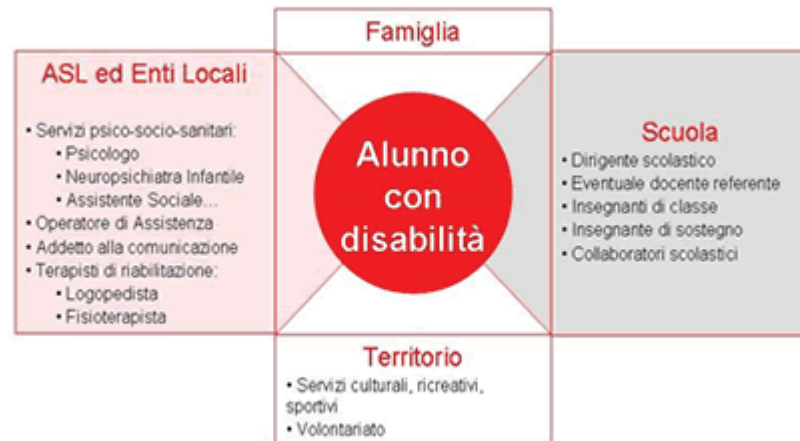 Famiglia
ASL ed Enti Locali
• Servizi psico-socio-sanitari:
• Psicologo
• Neuropsichiatra Infantile
• Assistente Sociale...
• Operatore di Assistenza
• Addetto alla comunicazione
• Terapisti di riabilitazione:
• Logopedista
• Fisioterapista
Alunno
con
disabilità
Scuola
• Dirigente scolastico
• Eventuale docente referente
• Insegnanti di classe
• Insegnante di sostegno
• Collaboratori scolastici
Territorio
• Servizi culturali, ricreativi,
sportivi
• Volontariato